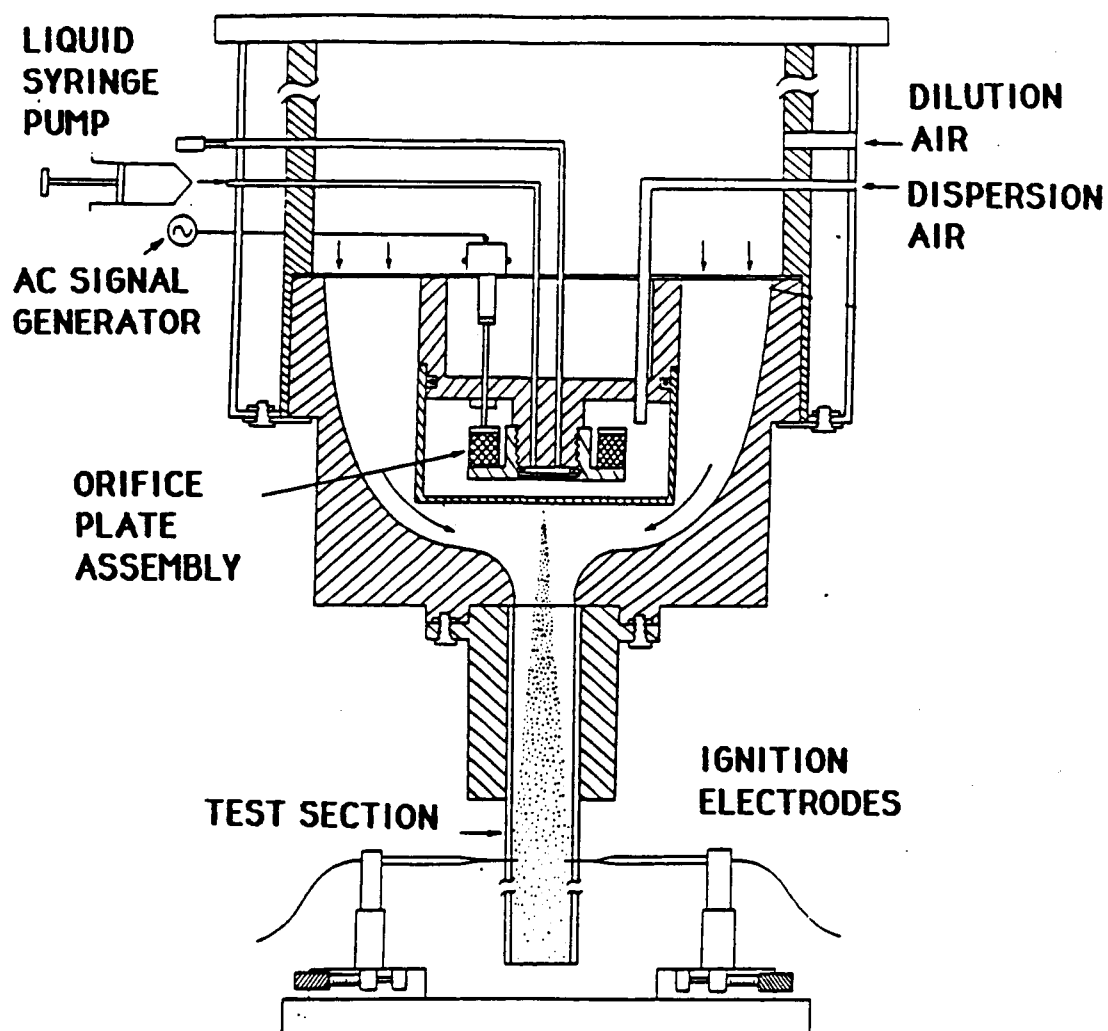 LIQUID
SYRINGE
PUMP
DILUTION
AIR
DISPERSION
AIR
AC SIGNAL
GENERATOR
ORIFICE
PLATE
ASSEMBLY
IGNITION
ELECTRODES
TEST SECTION